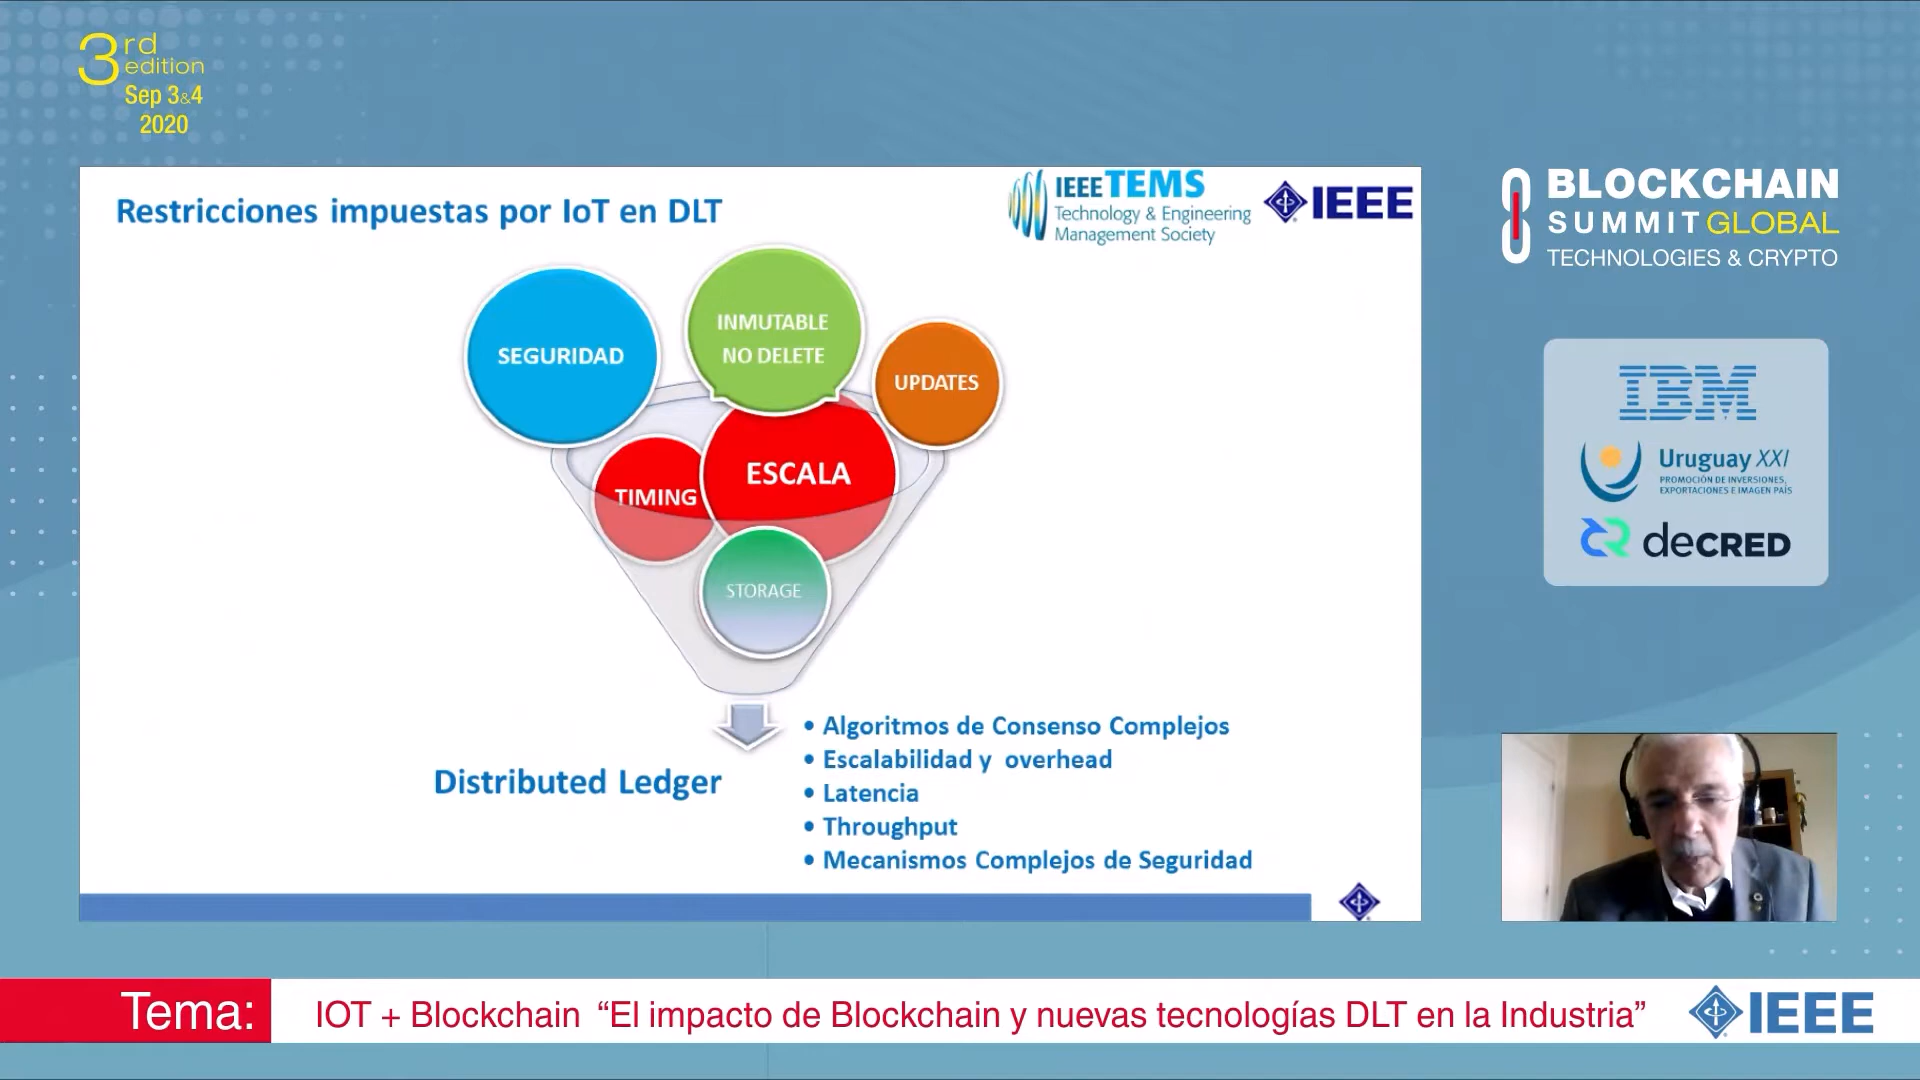 3rd
edition
Sep 3&4
2020
Restricciones impuestas por IoT en DLT
IEEE TEMS
Technology & Engineering
Management Society
IEEE
SEGURIDAD
INMUTABLE
NO DELETE
UPDATES
TIMING
ESCALA
STORAGE
Distributed Ledger
• Algoritmos de Consenso Complejos
• Escalabilidad y overhead
• Latencia
• Throughput
• Mecanismos Complejos de Seguridad
BLOCKCHAIN
SUMMIT GLOBAL
TECHNOLOGIES & CRYPTO
IBM
Uruguay XXI
PROMOCIÓN DE INVERSIONES,
EXPORTACIONES E IMAGEN PAÍS
deCRED
Tema:
IOT + Blockchain “El impacto de Blockchain y nuevas tecnologías DLT en la Industria”
IEEE